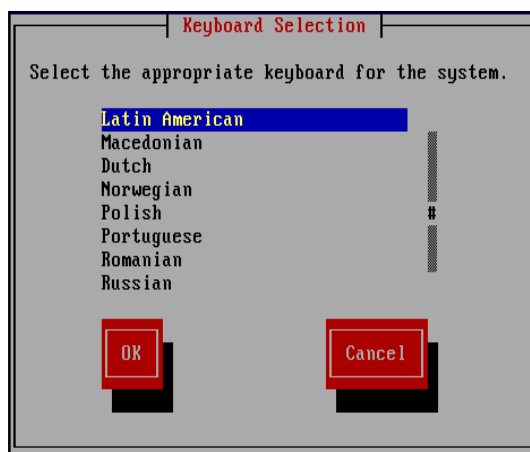 Keyboard Selection
Select the appropriate keyboard for the system.
Latin American
Macedonian
Dutch
Norwegian
Polish #
Portuguese
Romanian
Russian
OK Cancel